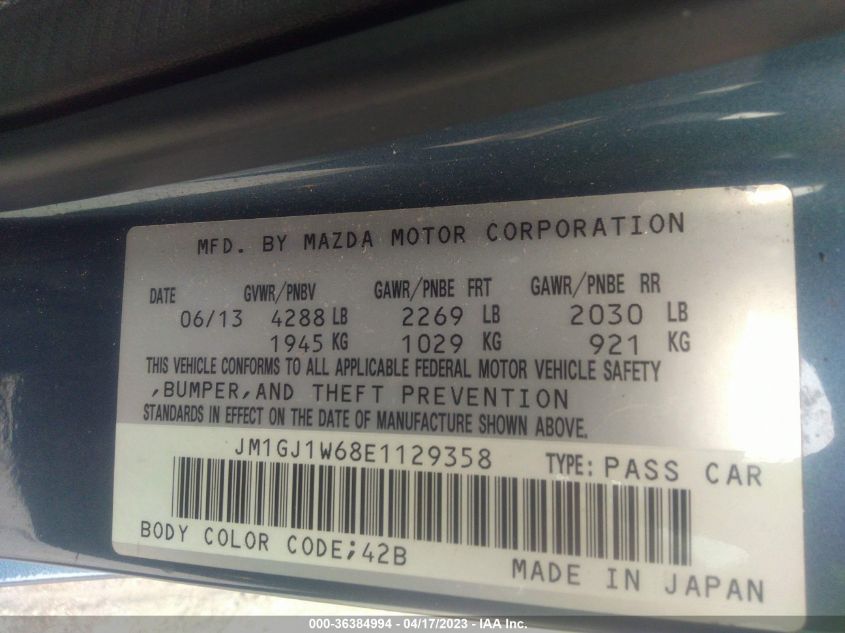 MFD. BY MAZDA MOTOR CORPORATION
DATE GVWR/PNBV GAWR/PNBE FRT GAWR/PNBE RR
06/13 4288 LB 2269 LB 2030 LB
1945 KG 1029 KG 921 KG
THIS VEHICLE CONFORMS TO ALL APPLICABLE FEDERAL MOTOR VEHICLE SAFETY
,BUMPER,AND THEFT PREVENTION
STANDARDS IN EFFECT ON THE DATE OF MANUFACTURE SHOWN ABOVE.
JM1GJ1W68E1129358 TYPE: PASS CAR
BODY COLOR CODE;42B
MADE IN JAPAN
000-36384994 - 04/17/2023 - IAA Inc.